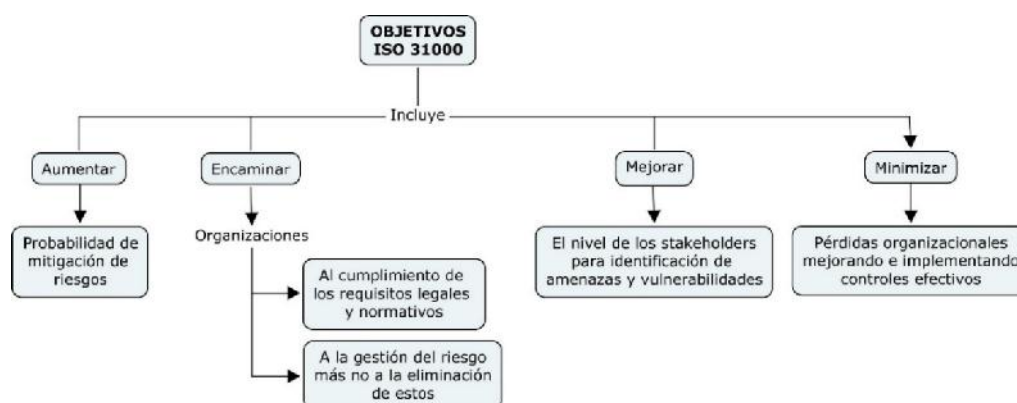 OBJETIVOS
ISO 31000
Incluye
Aumentar
Encaminar
Mejorar
Minimizar
Probabilidad de
mitigación de
riesgos
Organizaciones
Al cumplimiento de
los requisitos legales
y normativos
A la gestión del riesgo
más no a la eliminación
de estos
El nivel de los stakeholders
para identificación de
amenazas y vulnerabilidades
Pérdidas organizacionales
mejorando e implementando
controles efectivos